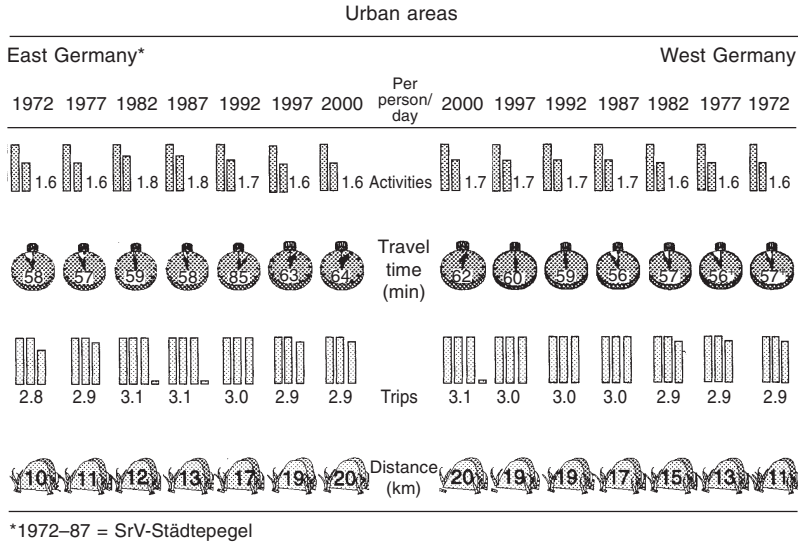 Urban areas
East Germany* West Germany
1972 1977 1982 1987 1992 1997 2000 Per person/ day 2000 1997 1992 1987 1982 1977 1972
1.6 1.6 1.8 1.8 1.7 1.6 1.6 Activities 1.7 1.7 1.7 1.7 1.6 1.6 1.6
58 57 59 58 85 63 64 Travel time (min) 62 60 59 56 57 56 57
2.8 2.9 3.1 3.1 3.0 2.9 2.9 Trips 3.1 3.0 3.0 3.0 2.9 2.9 2.9
10 11 12 13 17 19 20 Distance (km) 20 19 19 17 15 13 11
*1972–87 = SrV-Städtepegel